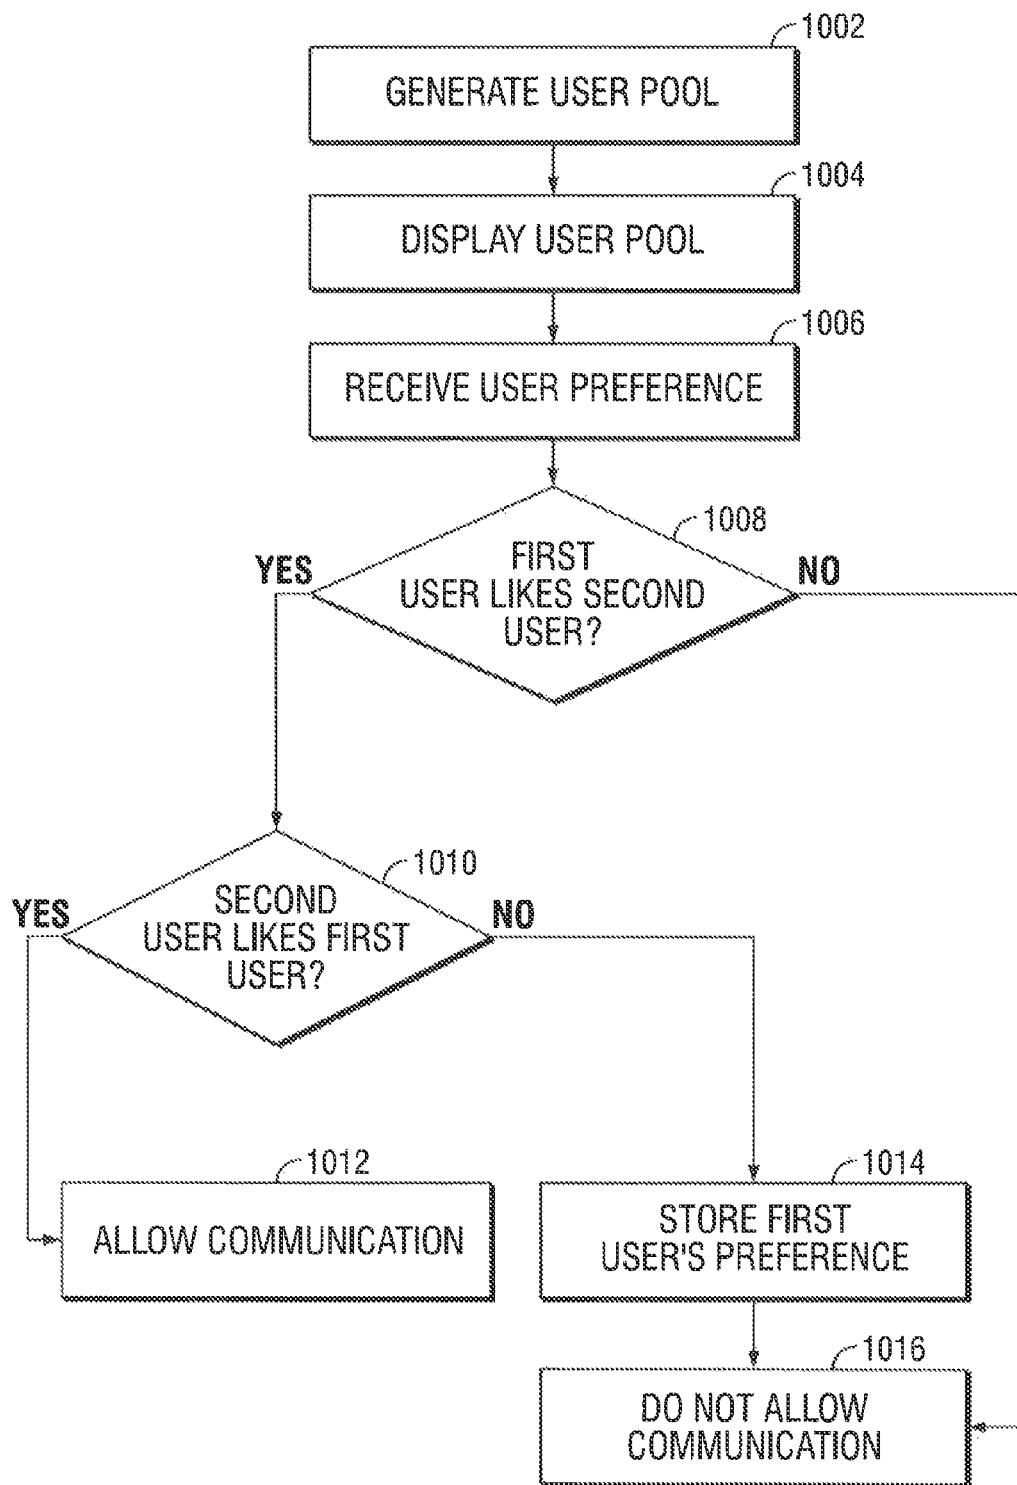 1002
GENERATE USER POOL
1004
DISPLAY USER POOL
1006
RECEIVE USER PREFERENCE
1008
FIRST
USER LIKES SECOND
USER?
YES
NO
1010
SECOND
USER LIKES FIRST
USER?
YES
NO
1012
ALLOW COMMUNICATION
1014
STORE FIRST
USER'S PREFERENCE
1016
DO NOT ALLOW
COMMUNICATION